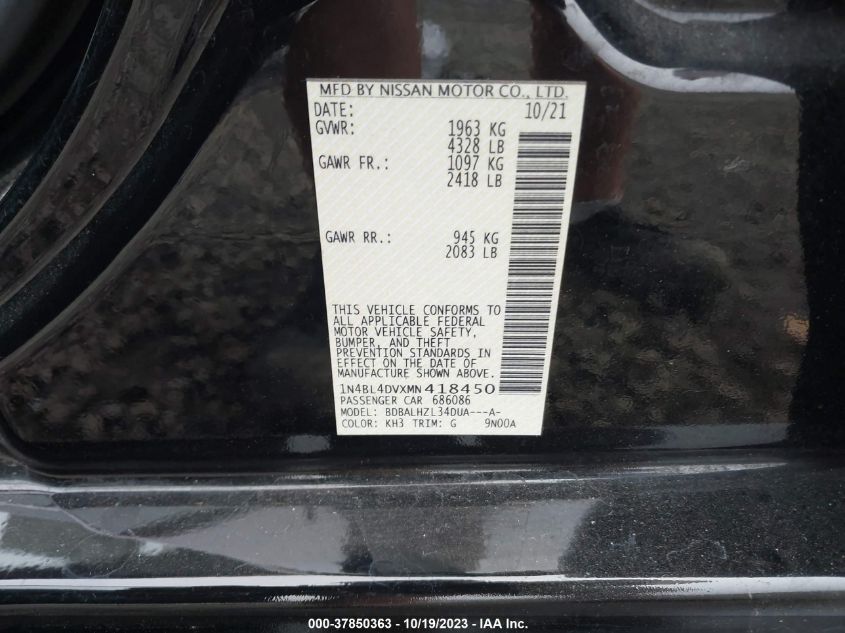 MFD BY NISSAN MOTOR CO., LTD.
DATE: 10/21
GVWR: 1963 KG
4328 LB
GAWR FR.: 1097 KG
2418 LB
GAWR RR.: 945 KG
2083 LB
THIS VEHICLE CONFORMS TO
ALL APPLICABLE FEDERAL
MOTOR VEHICLE SAFETY,
BUMPER, AND THEFT
PREVENTION STANDARDS IN
EFFECT ON THE DATE OF
MANUFACTURE SHOWN ABOVE.
1N4BL4DVXMN418450
PASSENGER CAR 686086
MODEL: BDBALHZL34DUA---A-
COLOR: KH3 TRIM: G 9N00A
000-37850363 - 10/19/2023 - IAA Inc.